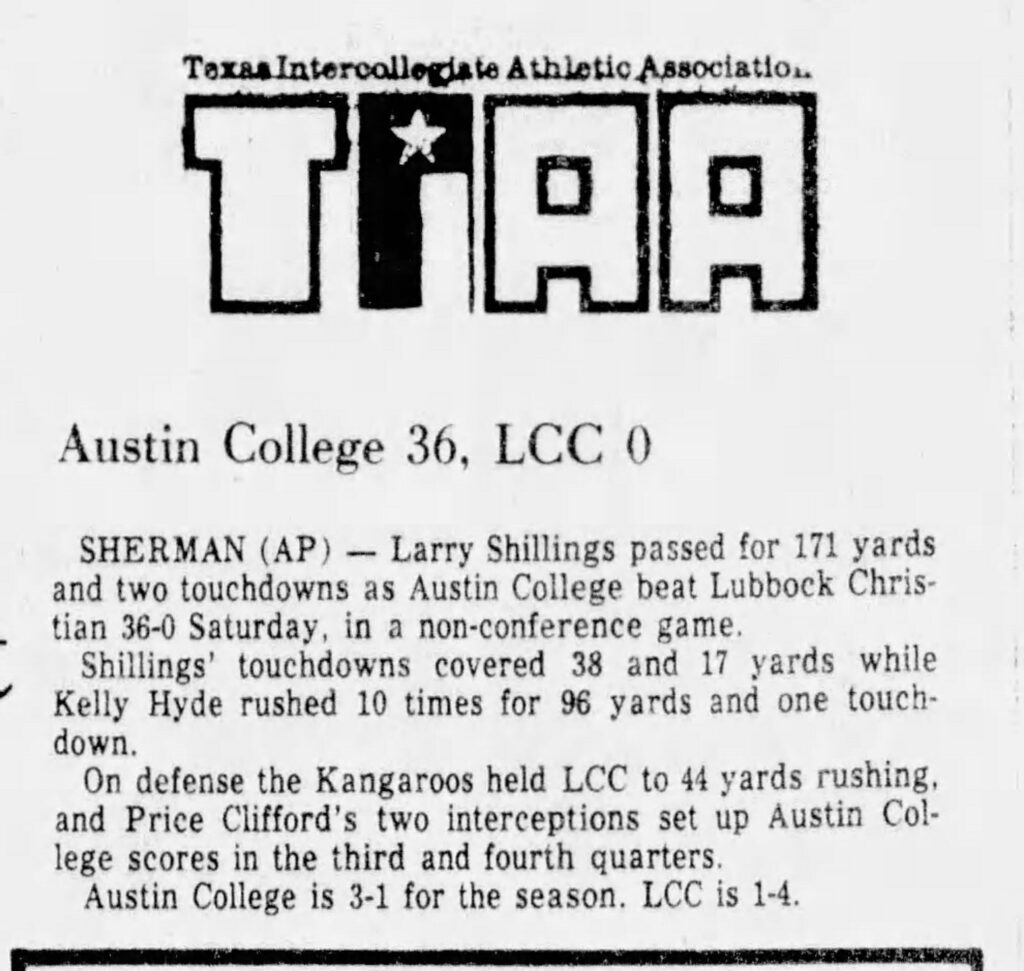 Texas Intercollegiate Athletic Association
TIAA
Austin College 36, LCC 0
SHERMAN (AP) — Larry Shillings passed for 171 yards
and two touchdowns as Austin College beat Lubbock Chris-
tian 36-0 Saturday, in a non-conference game.
Shillings' touchdowns covered 38 and 17 yards while
Kelly Hyde rushed 10 times for 96 yards and one touch-
down.
On defense the Kangaroos held LCC to 44 yards rushing,
and Price Clifford's two interceptions set up Austin Col-
lege scores in the third and fourth quarters.
Austin College is 3-1 for the season. LCC is 1-4.